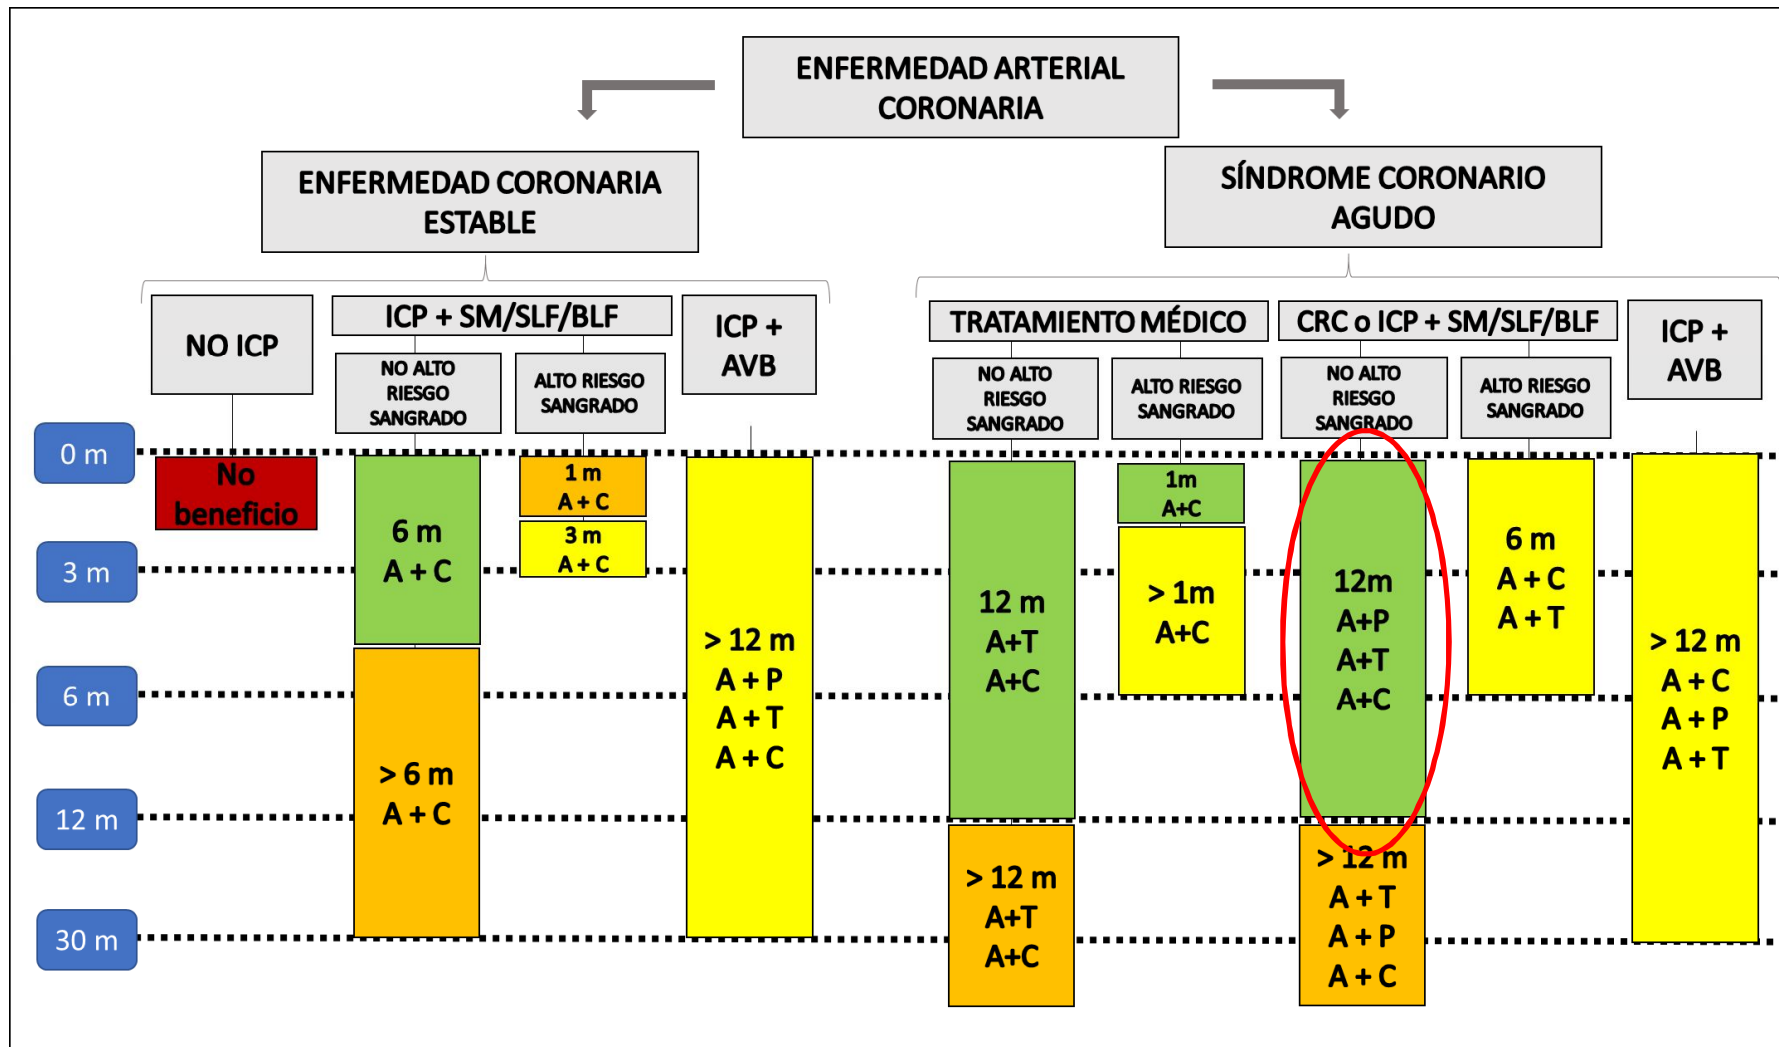 ENFERMEDAD ARTERIAL
CORONARIA
ENFERMEDAD CORONARIA
ESTABLE
SÍNDROME CORONARIO
AGUDO
NO ICP
ICP + SM/SLF/BLF
NO ALTO
RIESGO
SANGRADO
ALTO RIESGO
SANGRADO
ICP +
AVB
TRATAMIENTO MÉDICO
NO ALTO
RIESGO
SANGRADO
ALTO RIESGO
SANGRADO
CRC o ICP + SM/SLF/BLF
NO ALTO
RIESGO
SANGRADO
ALTO RIESGO
SANGRADO
ICP +
AVB
0 m
3 m
6 m
12 m
30 m
No
beneficio
6 m
A + C
> 6 m
A + C
1 m
A + C
3 m
A + C
> 12 m
A + P
A + T
A + C
12 m
A+T
A+C
> 12 m
A+T
A+C
1m
A+C
> 1m
A+C
12m
A+P
A+T
A+C
> 12 m
A + T
A + P
A + C
6 m
A + C
A + T
> 12 m
A + C
A + P
A + T